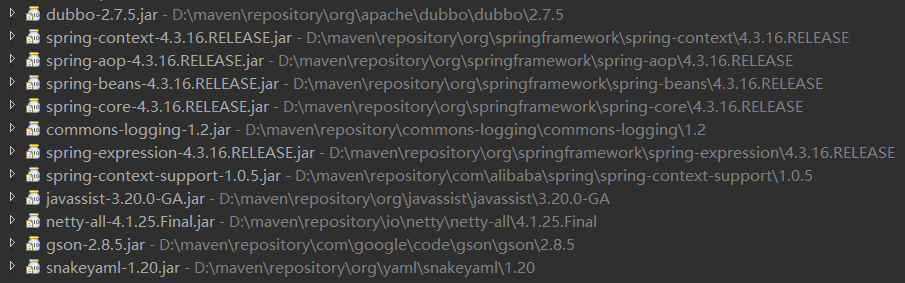 dubbo-2.7.5.jar - D:\maven\repository\org\apache\dubbo\dubbo\2.7.5
spring-context-4.3.16.RELEASE.jar - D:\maven\repository\org\springframework\spring-context\4.3.16.RELEASE
spring-aop-4.3.16.RELEASE.jar - D:\maven\repository\org\springframework\spring-aop\4.3.16.RELEASE
spring-beans-4.3.16.RELEASE.jar - D:\maven\repository\org\springframework\spring-beans\4.3.16.RELEASE
spring-core-4.3.16.RELEASE.jar - D:\maven\repository\org\springframework\spring-core\4.3.16.RELEASE
commons-logging-1.2.jar - D:\maven\repository\commons-logging\commons-logging\1.2
spring-expression-4.3.16.RELEASE.jar - D:\maven\repository\org\springframework\spring-expression\4.3.16.RELEASE
spring-context-support-1.0.5.jar - D:\maven\repository\com\alibaba\spring\spring-context-support\1.0.5
javassist-3.20.0-GA.jar - D:\maven\repository\org\javassist\javassist\3.20.0-GA
netty-all-4.1.25.Final.jar - D:\maven\repository\io\netty\netty-all\4.1.25.Final
gson-2.8.5.jar - D:\maven\repository\com\google\code\gson\gson\2.8.5
snakeyaml-1.20.jar - D:\maven\repository\org\yaml\snakeyaml\1.20